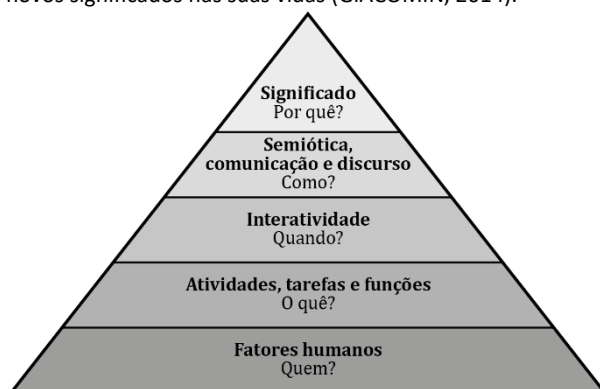 novos significados nas suas vidas (GIACOMIN, 2014).
Significado
Por quê?
Semiótica,
comunicação e discurso
Como?
Interatividade
Quando?
Atividades, tarefas e funções
O quê?
Fatores humanos
Quem?